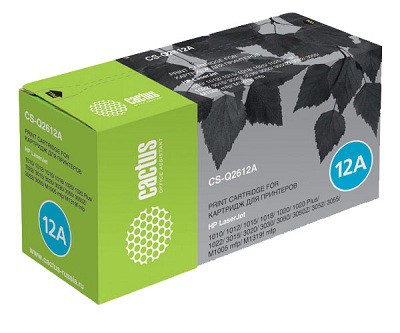 CS-Q2612A
PRINT CARTRIDGE FOR
КАРТРИДЖ ДЛЯ ПРИНТЕРОВ
HP LaserJet
12A
www.cactus-russia.ru
cactus
OFFICE ASSISTANT
CS-Q2612A
PRINT CARTRIDGE FOR
КАРТРИДЖ ДЛЯ ПРИНТЕРОВ
HP LaserJet
1010/ 1012/ 1015/ 1018/ 1020/ 1020 Plus/
1022/ 3015/ 3020/ 3030/ 3050/ 3050Z/ 3052/ 3055/
M1005 mfp/ M1319f mfp
12A